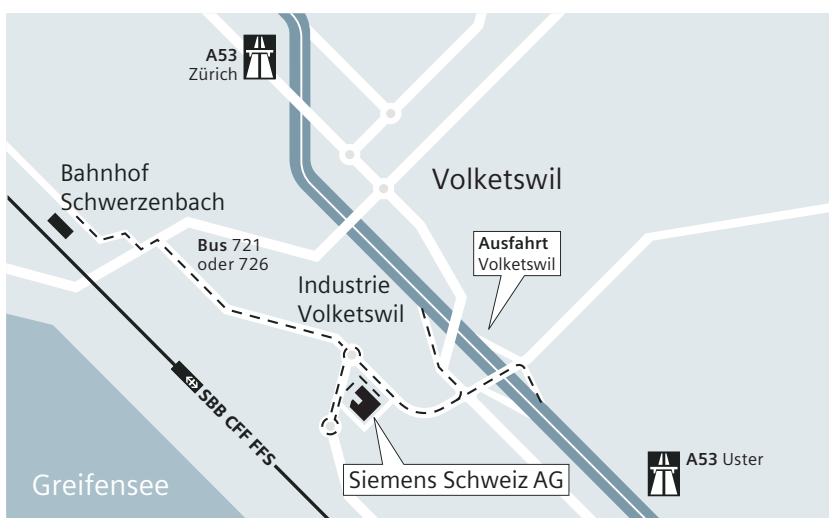 A53
Zürich
Bahnhof
Schwerzenbach
Volketswil
Bus 721
oder 726
Ausfahrt
Volketswil
Industrie
Volketswil
SBB CFF FFS
A53 Uster
Siemens Schweiz AG
Greifensee